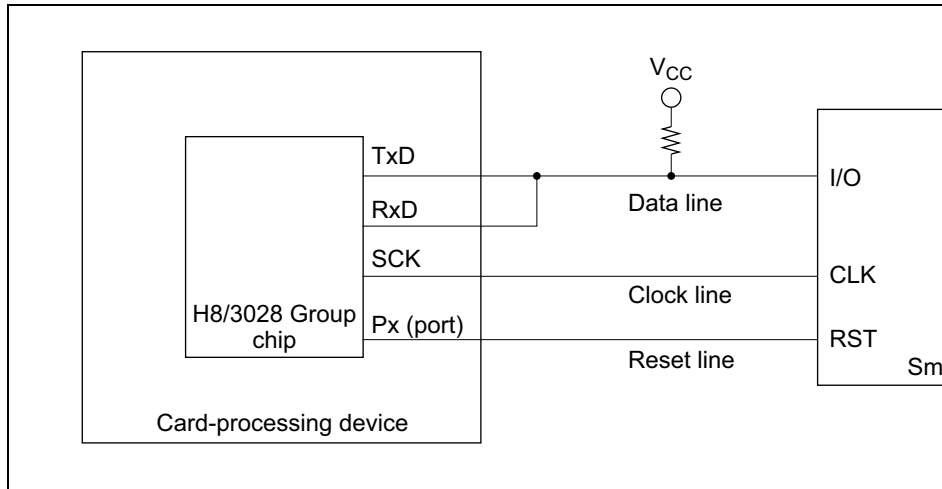 VCC
TxD
I/O
Data line
RxD
SCK
CLK
Clock line
H8/3028 Group
chip
Px (port)
RST
Reset line
Card-processing device